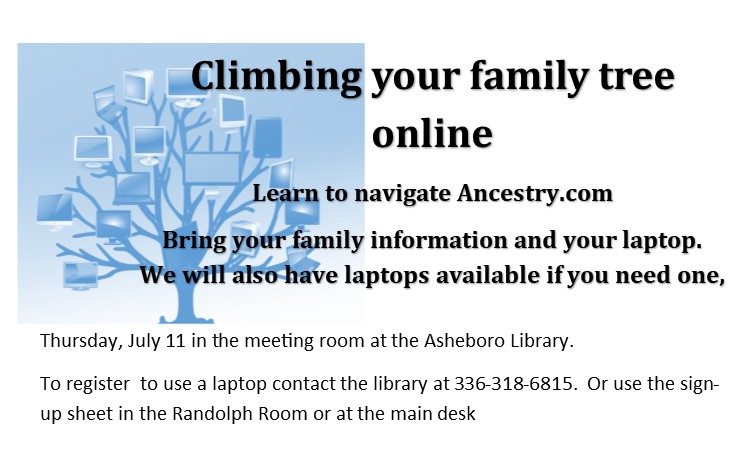 Climbing your family tree
online
Learn to navigate Ancestry.com
Bring your family information and your laptop.
We will also have laptops available if you need one,
Thursday, July 11 in the meeting room at the Asheboro Library.
To register  to use a laptop contact the library at 336-318-6815.  Or use the sign-
up sheet in the Randolph Room or at the main desk